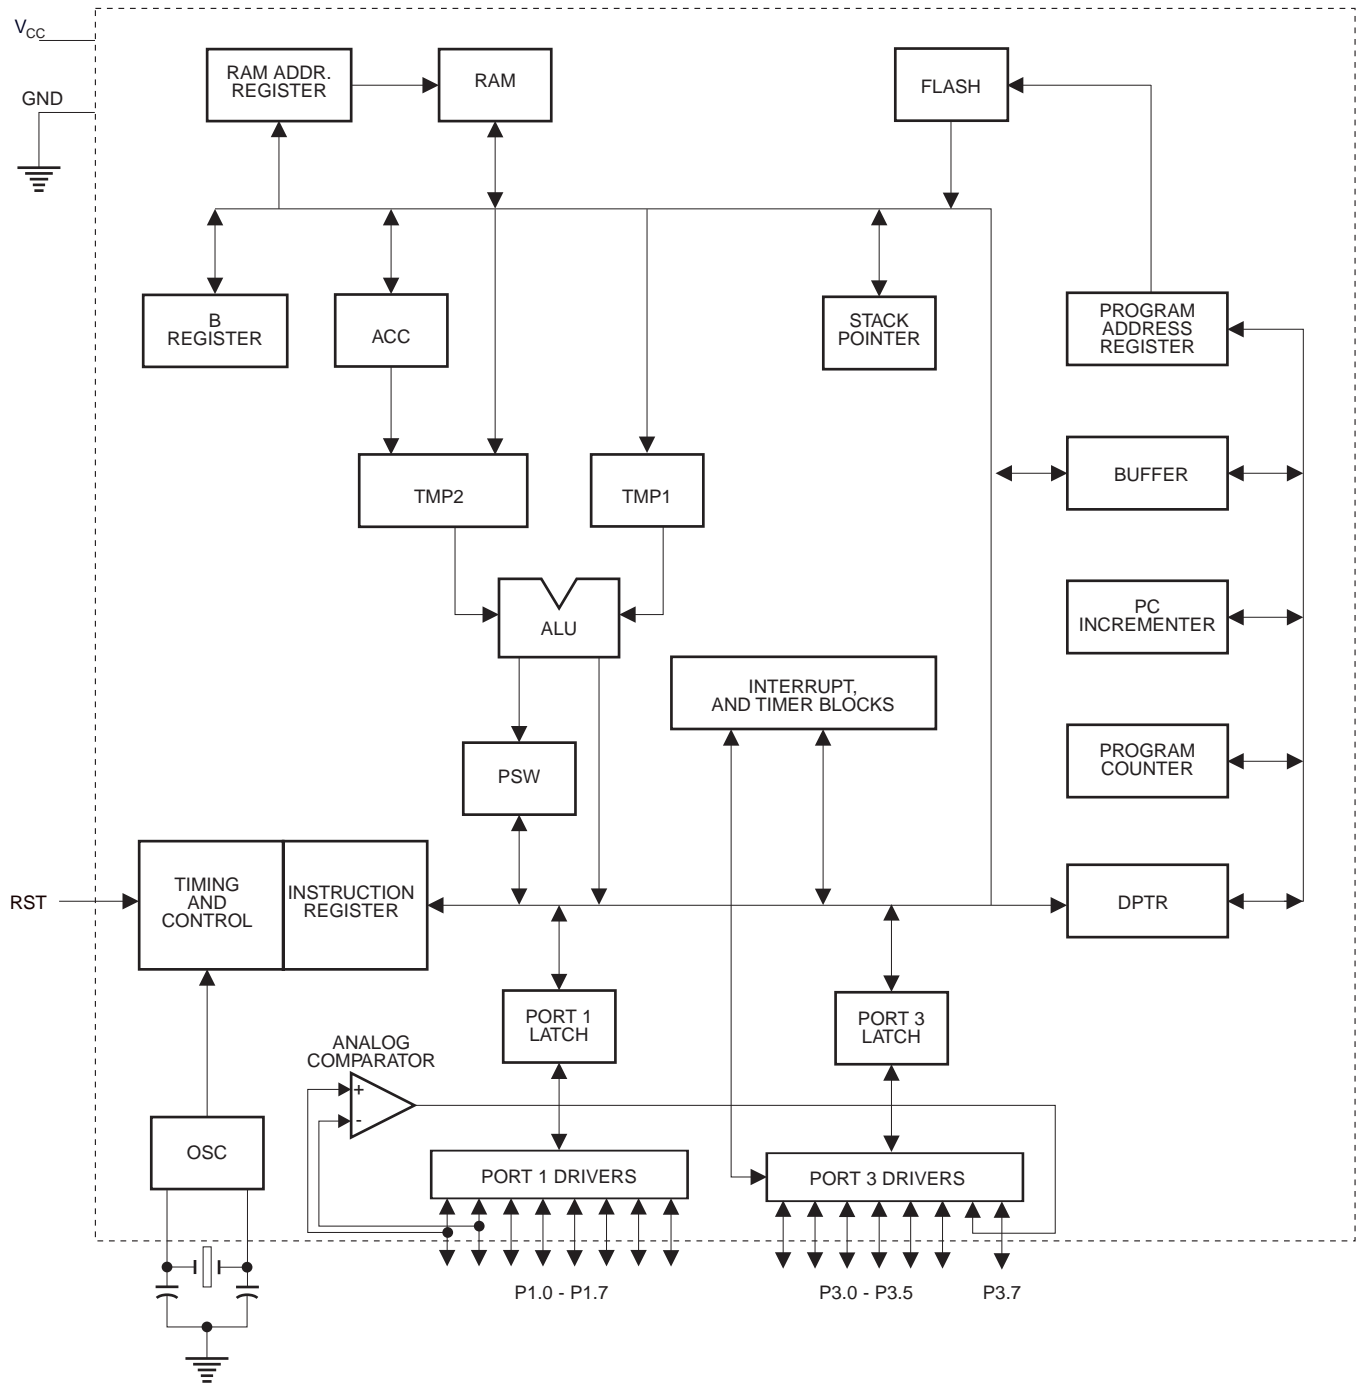 VCC
GND
RAM ADDR.
REGISTER
RAM
FLASH
B
REGISTER
ACC
STACK
POINTER
PROGRAM
ADDRESS
REGISTER
TMP2
TMP1
BUFFER
ALU
PC
INCREMENTER
INTERRUPT,
AND TIMER BLOCKS
PSW
PROGRAM
COUNTER
RST
TIMING
AND
CONTROL
INSTRUCTION
REGISTER
DPTR
PORT 1
LATCH
PORT 3
LATCH
ANALOG
COMPARATOR
+
-
OSC
PORT 1 DRIVERS
PORT 3 DRIVERS
P1.0 - P1.7
P3.0 - P3.5
P3.7